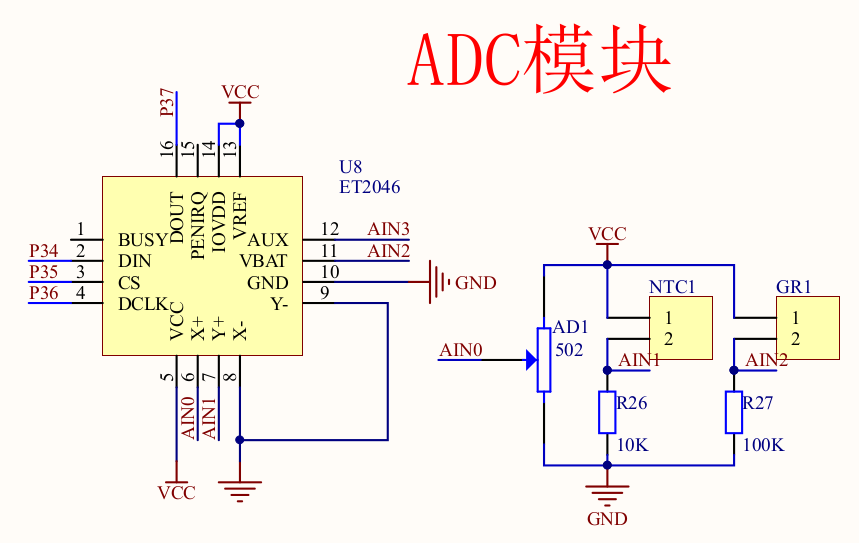 ADC模块
P37
VCC
16
15
14
13
U8
ET2046
DOUT
PENIRQ
IOVDD
VREF
1
BUSY
AUX
12
AIN3
P34
2
DIN
VBAT
11
AIN2
P35
3
CS
GND
10
GND
P36
4
DCLK
Y-
9
VCC
X+
Y+
X-
5
6
7
8
AIN0
AIN1
VCC
VCC
NTC1
GR1
1
2
1
2
AD1
502
AIN0
AIN1
AIN2
R26
10K
R27
100K
GND